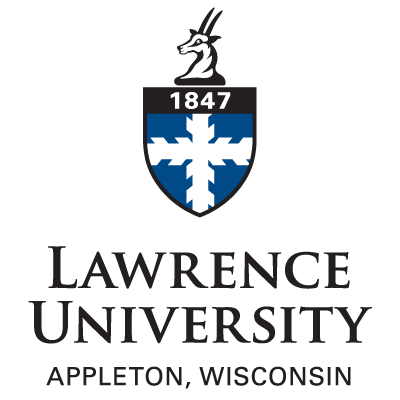 1847
LAWRENCE
UNIVERSITY
APPLETON, WISCONSIN